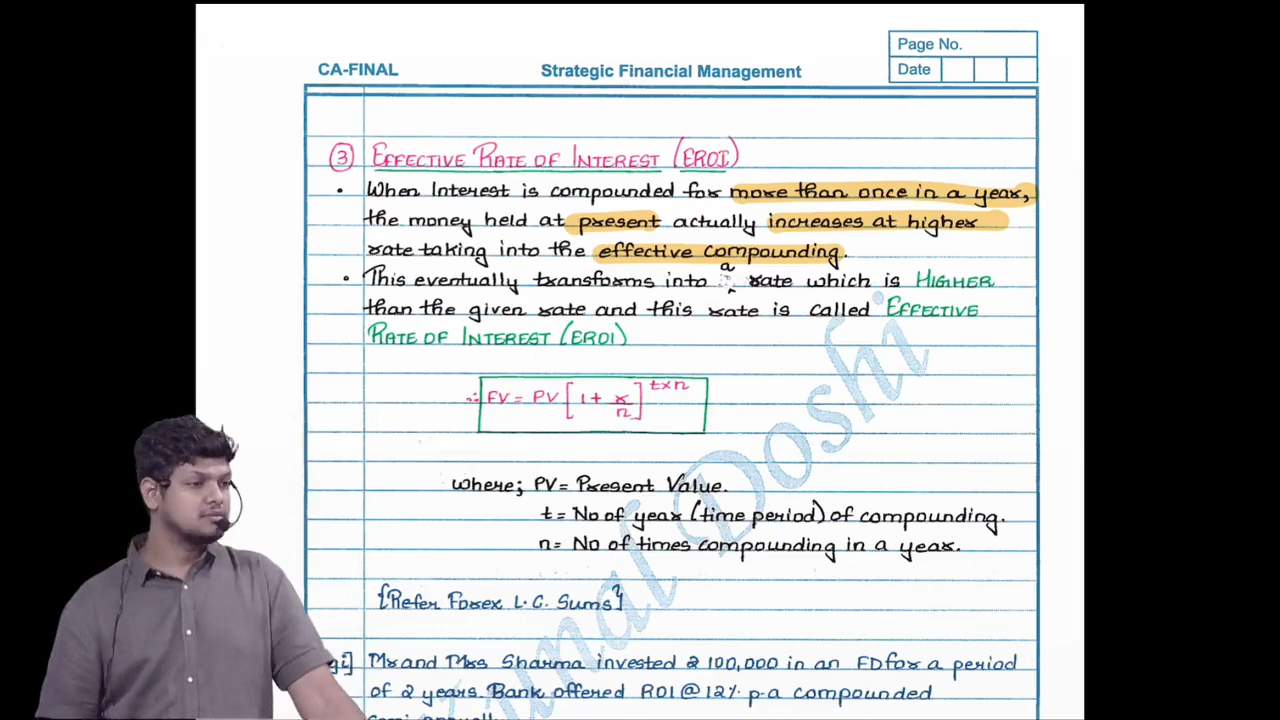 Page No.
CA-FINAL Strategic Financial Management Date
③ EFFECTIVE RATE OF INTEREST (EROI)
• When Interest is compounded for more than once in a year,
the money held at present actually increases at higher
rate taking into the effective compounding.
• This eventually transforms into a rate which is HIGHER
than the given rate and this rate is called EFFECTIVE
RATE OF INTEREST (EROI)
∴ FV = PV [1 + r/n]^t×n
where; PV = Present Value.
t = No of year (time period) of compounding.
n = No of times compounding in a year.
{Refer Forex L.C. Sums}
Mr and Mrs Sharma invested ₹ 100,000 in an FD for a period
of 2 years. Bank offered ROI @ 12% p.a compounded
Kunal Doshi